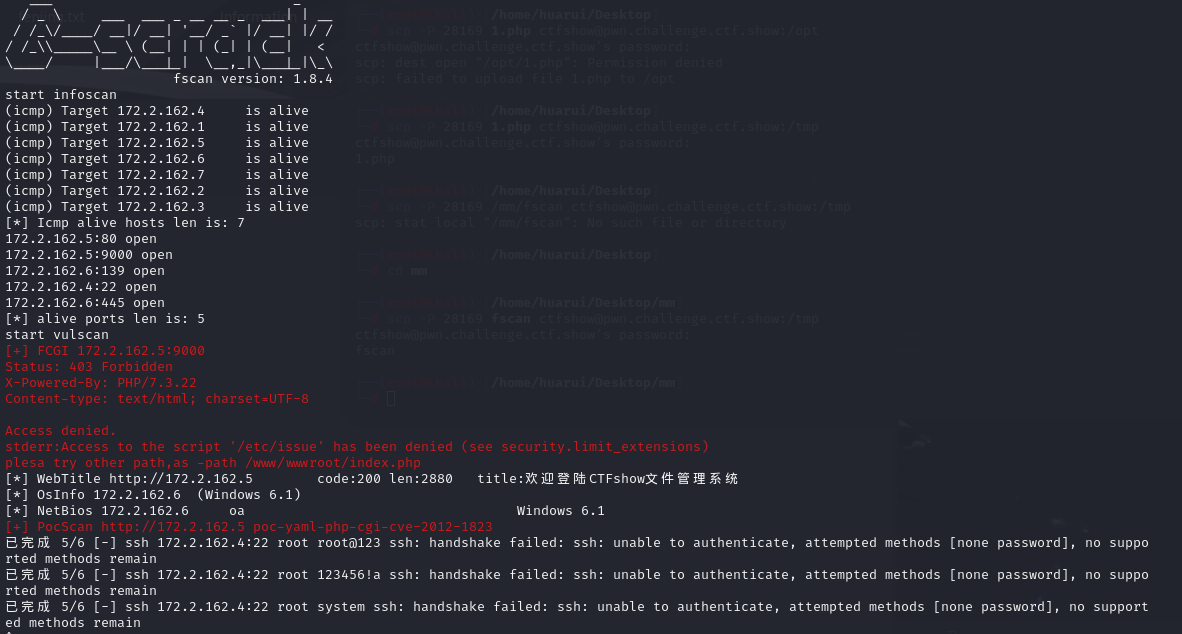 fscan version: 1.8.4
start infoscan
(icmp) Target 172.2.162.4     is alive
(icmp) Target 172.2.162.1     is alive
(icmp) Target 172.2.162.5     is alive
(icmp) Target 172.2.162.6     is alive
(icmp) Target 172.2.162.7     is alive
(icmp) Target 172.2.162.2     is alive
(icmp) Target 172.2.162.3     is alive
[*] Icmp alive hosts len is: 7
172.2.162.5:80 open
172.2.162.5:9000 open
172.2.162.6:139 open
172.2.162.4:22 open
172.2.162.6:445 open
[*] alive ports len is: 5
start vulscan
[+] FCGI 172.2.162.5:9000
Status: 403 Forbidden
X-Powered-By: PHP/7.3.22
Content-type: text/html; charset=UTF-8
Access denied.
stderr:Access to the script '/etc/issue' has been denied (see security.limit_extensions)
plesa try other path,as -path /www/wwwroot/index.php
[*] WebTitle http://172.2.162.5        code:200 len:2880   title:欢迎登陆CTFshow文件管理系统
[*] OsInfo 172.2.162.6  (Windows 6.1)
[*] NetBios 172.2.162.6     oa                                  Windows 6.1
[+] PocScan http://172.2.162.5 poc-yaml-php-cgi-cve-2012-1823
已完成 5/6 [-] ssh 172.2.162.4:22 root root@123 ssh: handshake failed: ssh: unable to authenticate, attempted methods [none password], no suppo
rted methods remain
已完成 5/6 [-] ssh 172.2.162.4:22 root 123456!a ssh: handshake failed: ssh: unable to authenticate, attempted methods [none password], no suppo
rted methods remain
已完成 5/6 [-] ssh 172.2.162.4:22 root system ssh: handshake failed: ssh: unable to authenticate, attempted methods [none password], no support
ed methods remain
/home/huarui/Desktop
28169 1.php ctfshow@pwn.challenge.ctf.show:/opt
ctfshow@pwn.challenge.ctf.show's password:
scp: dest open "/opt/1.php": Permission denied
scp: failed to upload file 1.php to /opt
/home/huarui/Desktop
28169 1.php ctfshow@pwn.challenge.ctf.show:/tmp
ctfshow@pwn.challenge.ctf.show's password:
1.php
/home/huarui/Desktop
28169 /mm/fscan ctfshow@pwn.challenge.ctf.show:/tmp
scp: stat local "/mm/fscan": No such file or directory
/home/huarui/Desktop
cd mm
/home/huarui/Desktop/mm
28169 fscan ctfshow@pwn.challenge.ctf.show:/tmp
ctfshow@pwn.challenge.ctf.show's password:
fscan
/home/huarui/Desktop/mm